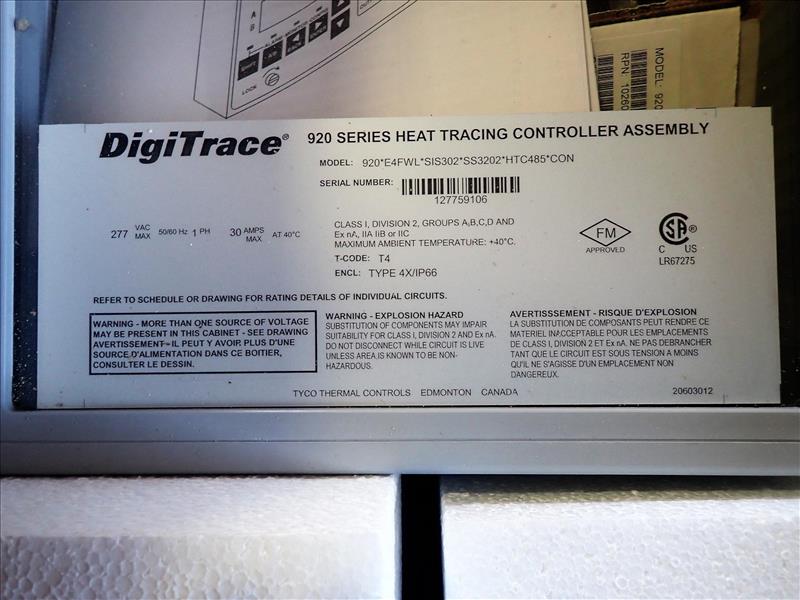 A
B
LOCK
MODEL: 920
RPN: 10260
DigiTrace® 920 SERIES HEAT TRACING CONTROLLER ASSEMBLY
MODEL: 920*E4FWL*SIS302*SS3202*HTC485*CON
SERIAL NUMBER:
127759106
277 VAC MAX 50/60 Hz 1 PH 30 AMPS MAX AT 40°C
CLASS I, DIVISION 2, GROUPS A,B,C,D AND
Ex nA, IIA IIB or IIC
MAXIMUM AMBIENT TEMPERATURE: +40°C.
T-CODE: T4
ENCL: TYPE 4X/IP66
FM
APPROVED
SA®
C US
LR67275
REFER TO SCHEDULE OR DRAWING FOR RATING DETAILS OF INDIVIDUAL CIRCUITS.
WARNING - MORE THAN ONE SOURCE OF VOLTAGE
MAY BE PRESENT IN THIS CABINET - SEE DRAWING
AVERTISSEMENT - IL PEUT Y AVOIR PLUS D'UNE
SOURCE D'ALIMENTATION DANS CE BOITIER,
CONSULTER LE DESSIN.
WARNING - EXPLOSION HAZARD
SUBSTITUTION OF COMPONENTS MAY IMPAIR
SUITABILITY FOR CLASS I, DIVISION 2 AND Ex nA.
DO NOT DISCONNECT WHILE CIRCUIT IS LIVE
UNLESS AREA IS KNOWN TO BE NON-
HAZARDOUS.
AVERTISSSEMENT - RISQUE D'EXPLOSION
LA SUBSTITUTION DE COMPOSANTS PEUT RENDRE CE
MATERIEL INACCEPTABLE POUR LES EMPLACEMENTS
DE CLASS I, DIVISION 2 ET Ex nA. NE PAS DEBRANCHER
TANT QUE LE CIRCUIT EST SOUS TENSION A MOINS
QU'IL NE S'AGISSE D'UN EMPLACEMENT NON
DANGEREUX.
TYCO THERMAL CONTROLS EDMONTON CANADA
20603012